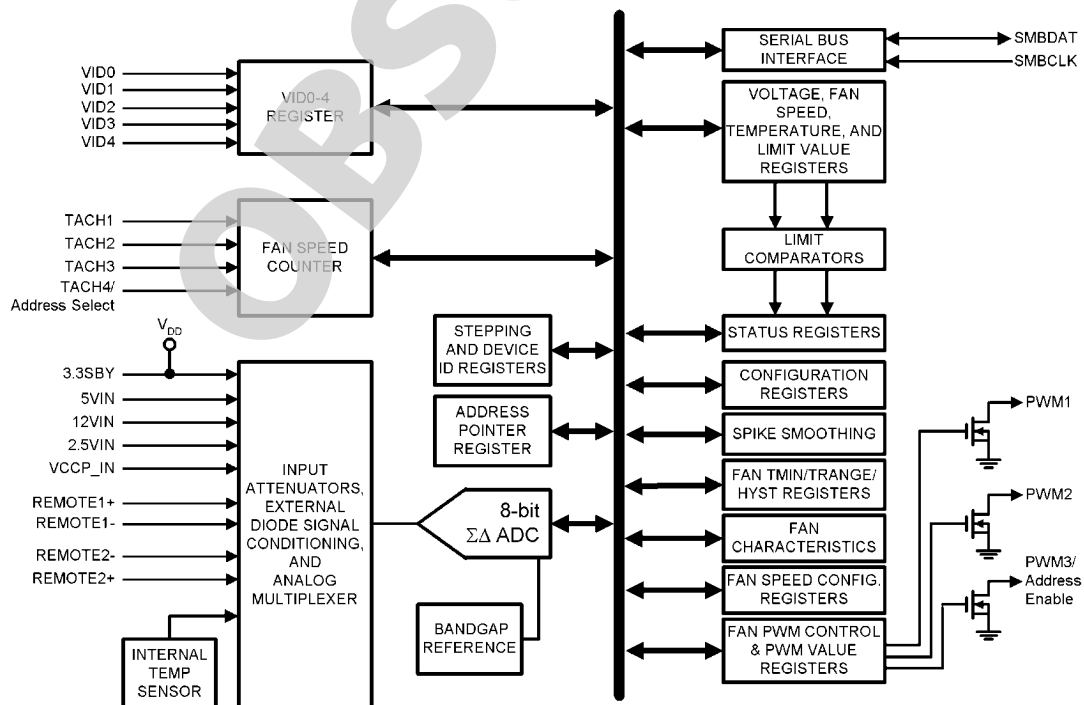 OBS
VID0
VID1
VID2
VID3
VID4
VID0-4
REGISTER
TACH1
TACH2
TACH3
TACH4/
Address Select
FAN SPEED
COUNTER
VDD
3.3SBY
5VIN
12VIN
2.5VIN
VCCP_IN
REMOTE1+
REMOTE1-
REMOTE2-
REMOTE2+
INTERNAL
TEMP
SENSOR
INPUT
ATTENUATORS,
EXTERNAL
DIODE SIGNAL
CONDITIONING,
AND
ANALOG
MULTIPLEXER
STEPPING
AND DEVICE
ID REGISTERS
ADDRESS
POINTER
REGISTER
8-bit
ΣΔ ADC
BANDGAP
REFERENCE
SERIAL BUS
INTERFACE
SMBDAT
SMBCLK
VOLTAGE, FAN
SPEED,
TEMPERATURE, AND
LIMIT VALUE
REGISTERS
LIMIT
COMPARATORS
STATUS REGISTERS
CONFIGURATION
REGISTERS
SPIKE SMOOTHING
FAN TMIN/TRANGE/
HYST REGISTERS
FAN
CHARACTERISTICS
FAN SPEED CONFIG.
REGISTERS
FAN PWM CONTROL
& PWM VALUE
REGISTERS
PWM1
PWM2
PWM3/
Address
Enable